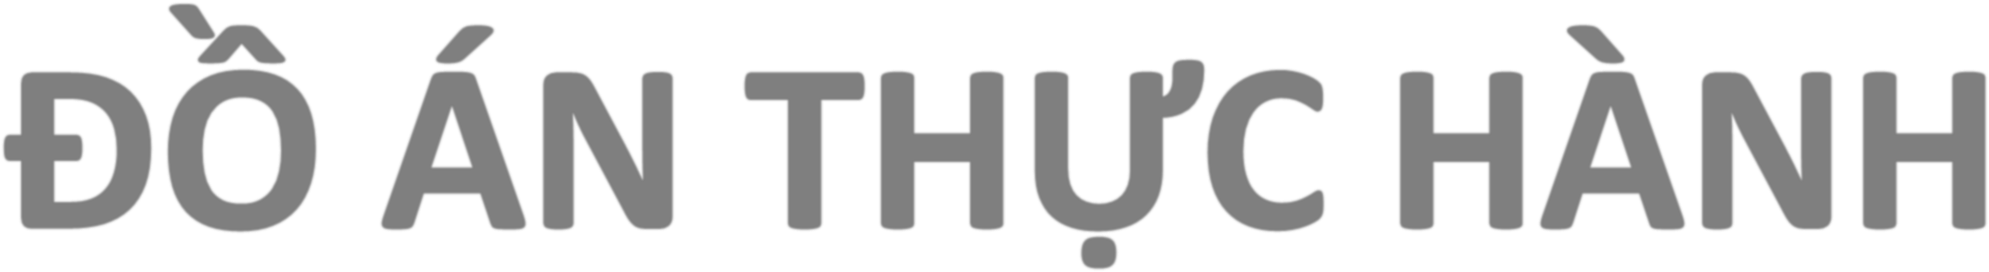 ĐỒ ÁN THỰC HÀNH